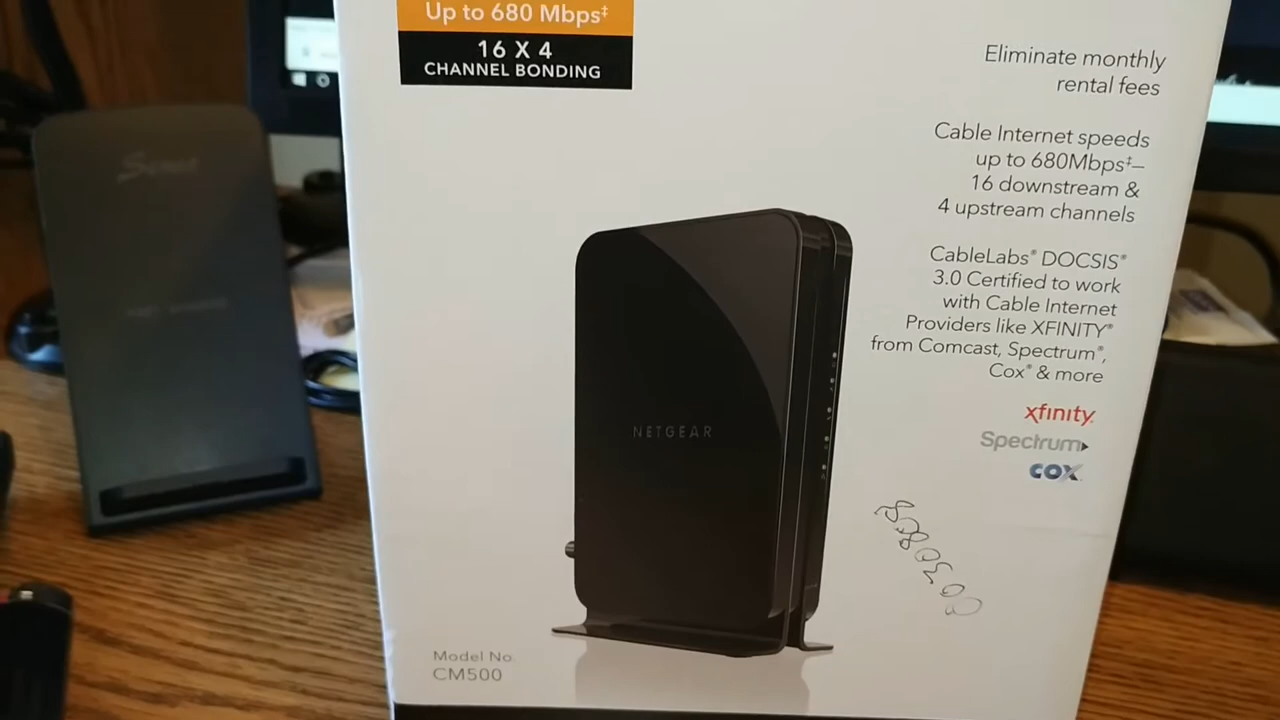 Up to 680 Mbps‡
16 X 4
CHANNEL BONDING
Eliminate monthly
rental fees
Cable Internet speeds
up to 680Mbps‡–
16 downstream &
4 upstream channels
CableLabs® DOCSIS®
3.0 Certified to work
with Cable Internet
Providers like XFINITY®
from Comcast, Spectrum®,
Cox® & more
xfinity
Spectrum
COX
NETGEAR
Model No.
CM500